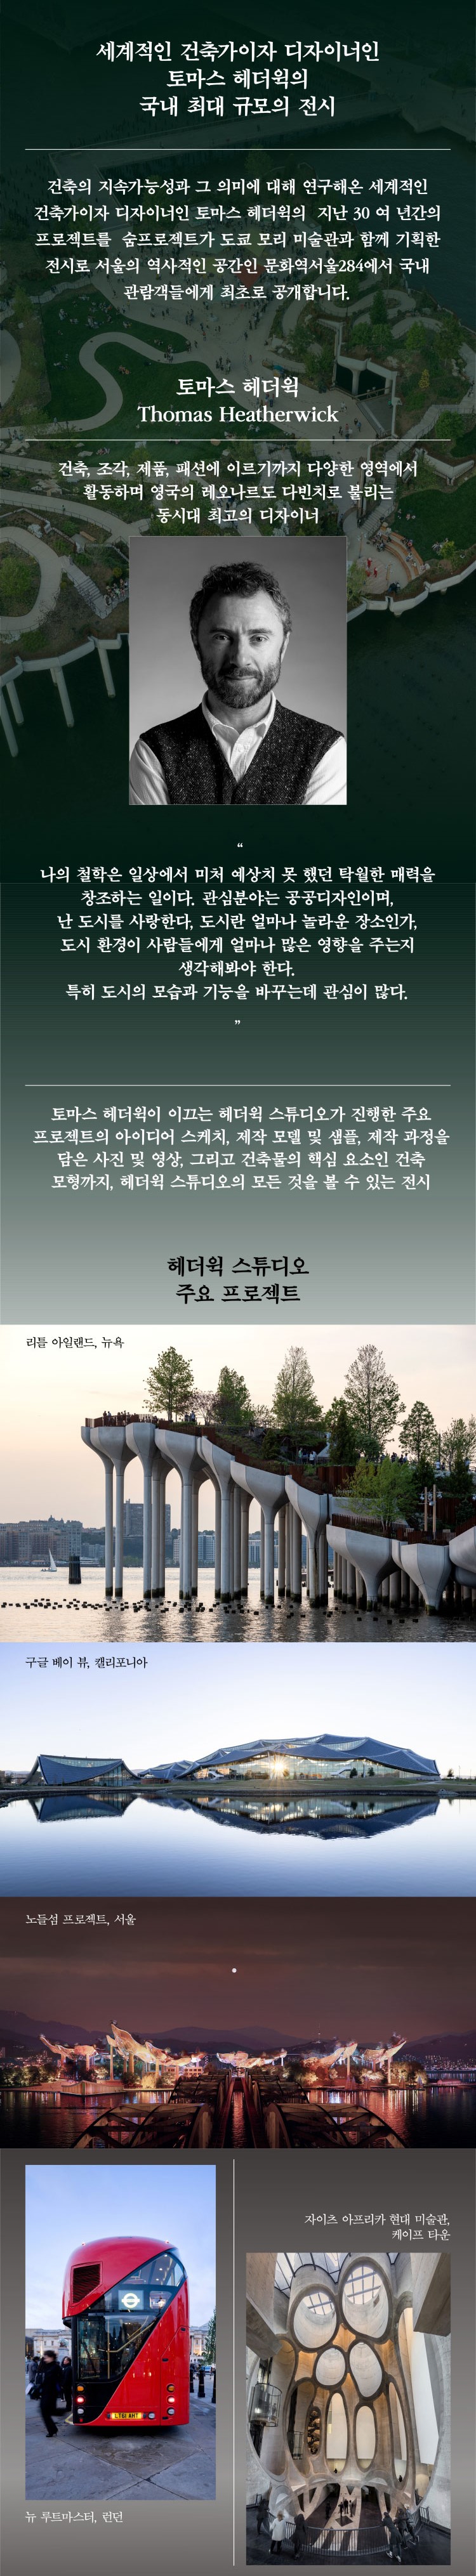 세계적인 건축가이자 디자이너인
토마스 헤더윅의
국내 최대 규모의 전시
건축의 지속가능성과 그 의미에 대해 연구해온 세계적인
건축가이자 디자이너인 토마스 헤더윅의 지난 30 여 년간의
프로젝트를 숨프로젝트가 도쿄 모리 미술관과 함께 기획한
전시로 서울의 역사적인 공간인 문화역서울284에서 국내
관람객들에게 최초로 공개합니다.
토마스 헤더윅
Thomas Heatherwick
건축, 조각, 제품, 패션에 이르기까지 다양한 영역에서
활동하며 영국의 레오나르도 다빈치로 불리는
동시대 최고의 디자이너
“
나의 철학은 일상에서 미처 예상치 못 했던 탁월한 매력을
창조하는 일이다. 관심분야는 공공디자인이며,
난 도시를 사랑한다, 도시란 얼마나 놀라운 장소인가,
도시 환경이 사람들에게 얼마나 많은 영향을 주는지
생각해봐야 한다.
특히 도시의 모습과 기능을 바꾸는데 관심이 많다.
”
토마스 헤더윅이 이끄는 헤더윅 스튜디오가 진행한 주요
프로젝트의 아이디어 스케치, 제작 모델 및 샘플, 제작 과정을
담은 사진 및 영상, 그리고 건축물의 핵심 요소인 건축
모형까지, 헤더윅 스튜디오의 모든 것을 볼 수 있는 전시
헤더윅 스튜디오
주요 프로젝트
리틀 아일랜드, 뉴욕
구글 베이 뷰, 캘리포니아
노들섬 프로젝트, 서울
자이츠 아프리카 현대 미술관,
케이프 타운
LT61 AHT
뉴 루트마스터, 런던